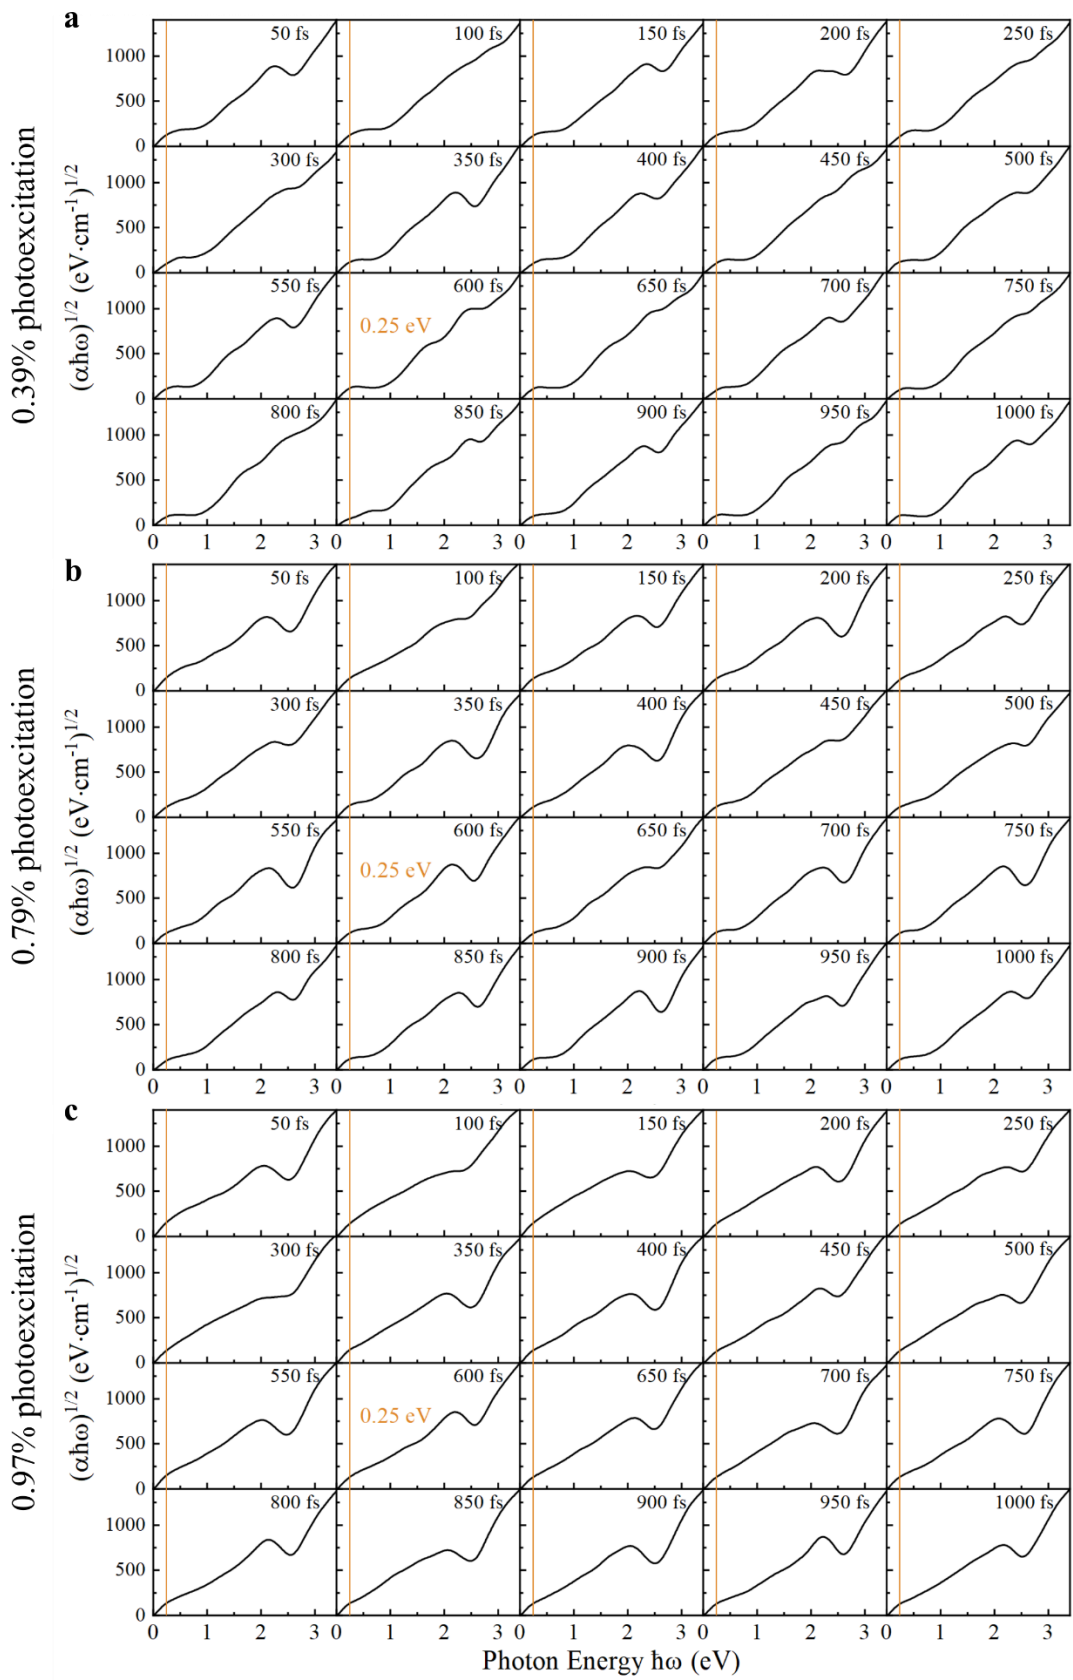 a
0.39% photoexcitation
(αħω)1/2 (eV·cm-1)1/2
50 fs 100 fs 150 fs 200 fs 250 fs
1000
500
0
300 fs 350 fs 400 fs 450 fs 500 fs
1000
500
0
550 fs 600 fs 650 fs 700 fs 750 fs
0.25 eV
1000
500
0
800 fs 850 fs 900 fs 950 fs 1000 fs
1000
500
0
0 1 2 3 0 1 2 3 0 1 2 3 0 1 2 3 0 1 2 3
b
0.79% photoexcitation
(αħω)1/2 (eV·cm-1)1/2
50 fs 100 fs 150 fs 200 fs 250 fs
1000
500
0
300 fs 350 fs 400 fs 450 fs 500 fs
1000
500
0
550 fs 600 fs 650 fs 700 fs 750 fs
0.25 eV
1000
500
0
800 fs 850 fs 900 fs 950 fs 1000 fs
1000
500
0
0 1 2 3 0 1 2 3 0 1 2 3 0 1 2 3 0 1 2 3
c
0.97% photoexcitation
(αħω)1/2 (eV·cm-1)1/2
50 fs 100 fs 150 fs 200 fs 250 fs
1000
500
0
300 fs 350 fs 400 fs 450 fs 500 fs
1000
500
0
550 fs 600 fs 650 fs 700 fs 750 fs
0.25 eV
1000
500
0
800 fs 850 fs 900 fs 950 fs 1000 fs
1000
500
0
0 1 2 3 0 1 2 3 0 1 2 3 0 1 2 3 0 1 2 3
Photon Energy ħω (eV)